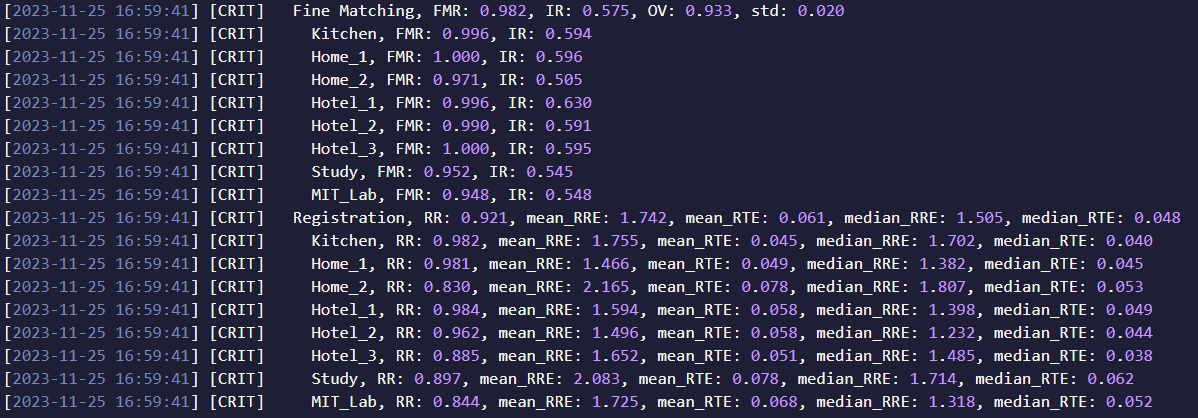 [2023-11-25 16:59:41] [CRIT] Fine Matching, FMR: 0.982, IR: 0.575, OV: 0.933, std: 0.020
[2023-11-25 16:59:41] [CRIT] Kitchen, FMR: 0.996, IR: 0.594
[2023-11-25 16:59:41] [CRIT] Home_1, FMR: 1.000, IR: 0.596
[2023-11-25 16:59:41] [CRIT] Home_2, FMR: 0.971, IR: 0.505
[2023-11-25 16:59:41] [CRIT] Hotel_1, FMR: 0.996, IR: 0.630
[2023-11-25 16:59:41] [CRIT] Hotel_2, FMR: 0.990, IR: 0.591
[2023-11-25 16:59:41] [CRIT] Hotel_3, FMR: 1.000, IR: 0.595
[2023-11-25 16:59:41] [CRIT] Study, FMR: 0.952, IR: 0.545
[2023-11-25 16:59:41] [CRIT] MIT_Lab, FMR: 0.948, IR: 0.548
[2023-11-25 16:59:41] [CRIT] Registration, RR: 0.921, mean_RRE: 1.742, mean_RTE: 0.061, median_RRE: 1.505, median_RTE: 0.048
[2023-11-25 16:59:41] [CRIT] Kitchen, RR: 0.982, mean_RRE: 1.755, mean_RTE: 0.045, median_RRE: 1.702, median_RTE: 0.040
[2023-11-25 16:59:41] [CRIT] Home_1, RR: 0.981, mean_RRE: 1.466, mean_RTE: 0.049, median_RRE: 1.382, median_RTE: 0.045
[2023-11-25 16:59:41] [CRIT] Home_2, RR: 0.830, mean_RRE: 2.165, mean_RTE: 0.078, median_RRE: 1.807, median_RTE: 0.053
[2023-11-25 16:59:41] [CRIT] Hotel_1, RR: 0.984, mean_RRE: 1.594, mean_RTE: 0.058, median_RRE: 1.398, median_RTE: 0.049
[2023-11-25 16:59:41] [CRIT] Hotel_2, RR: 0.962, mean_RRE: 1.496, mean_RTE: 0.058, median_RRE: 1.232, median_RTE: 0.044
[2023-11-25 16:59:41] [CRIT] Hotel_3, RR: 0.885, mean_RRE: 1.652, mean_RTE: 0.051, median_RRE: 1.485, median_RTE: 0.038
[2023-11-25 16:59:41] [CRIT] Study, RR: 0.897, mean_RRE: 2.083, mean_RTE: 0.078, median_RRE: 1.714, median_RTE: 0.062
[2023-11-25 16:59:41] [CRIT] MIT_Lab, RR: 0.844, mean_RRE: 1.725, mean_RTE: 0.068, median_RRE: 1.318, median_RTE: 0.052